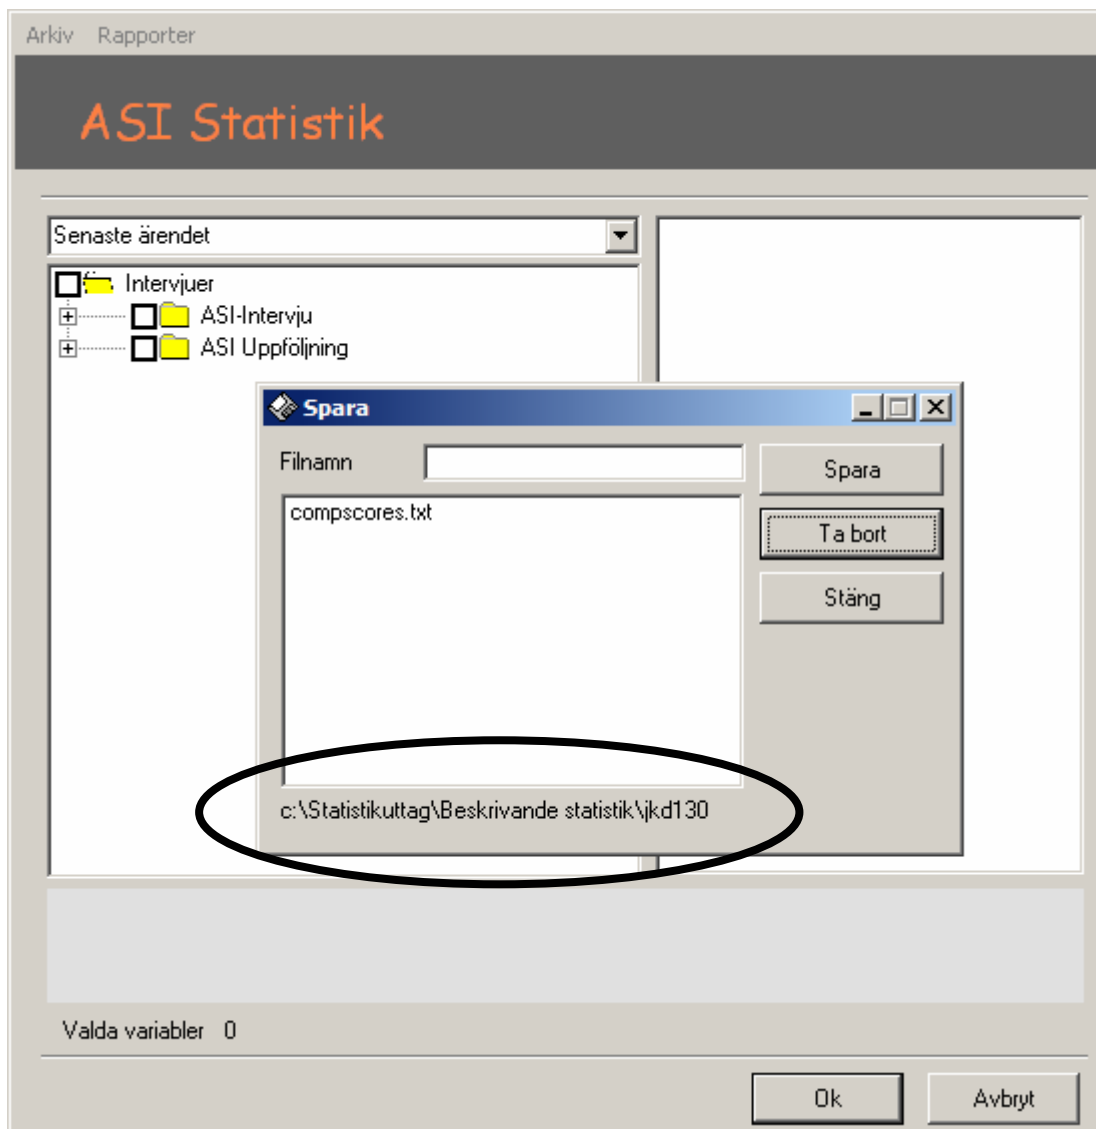 Arkiv Rapporter
ASI Statistik
Senaste ärendet
Intervjuer
ASI-Intervju
ASI Uppföljning
Spara
Filnamn
Spara
compscores.txt
Ta bort
Stäng
c:\Statistikuttag\Beskrivande statistik\jkd130
Valda variabler 0
Ok Avbryt